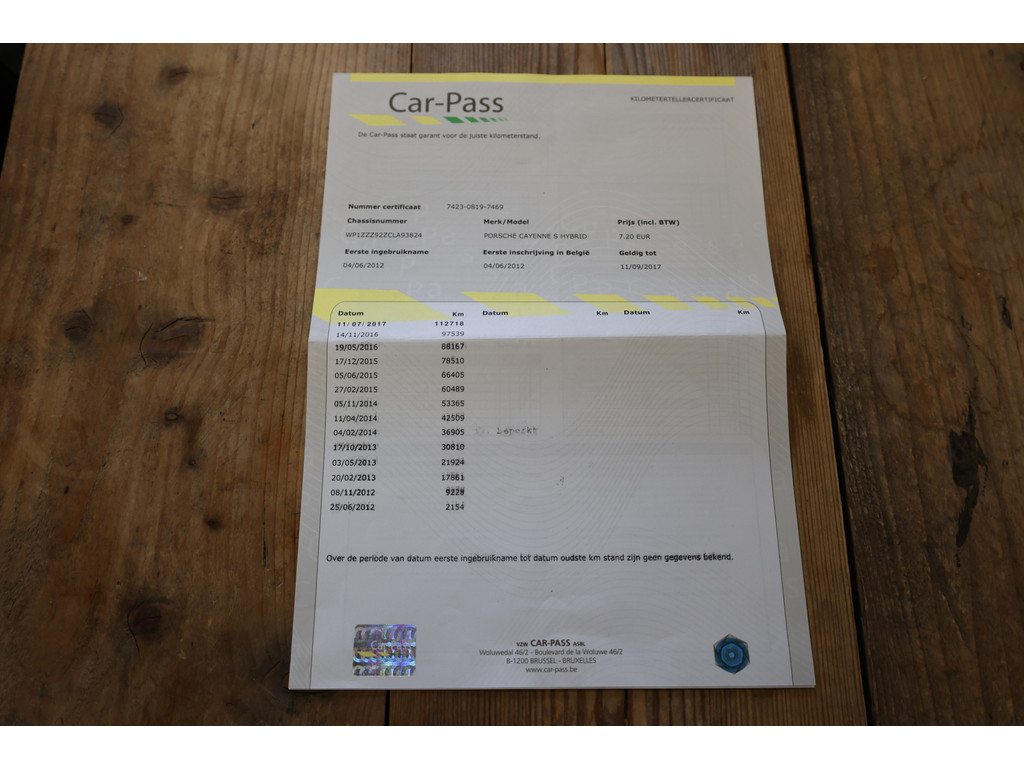 Car-Pass
KILOMETERTELLERCERTIFICAAT
De Car-Pass staat garant voor de juiste kilometerstand.
Nummer certificaat 7423-0819-7469
Chassisnummer Merk/Model Prijs (incl. BTW)
WP1ZZZ92ZCLA93824 PORSCHE CAYENNE S HYBRID 7.20 EUR
Eerste ingebruikname Eerste inschrijving in België Geldig tot
04/06/2012 04/06/2012 11/09/2017
Datum Km Datum Km Datum Km
11/07/2017 112718
14/11/2016 97539
19/05/2016 88167
17/12/2015 78510
05/06/2015 66405
27/02/2015 60489
05/11/2014 53365
11/04/2014 42509
04/02/2014 36905
17/10/2013 30810
03/05/2013 21924
20/02/2013 17861
08/11/2012 9228
25/06/2012 2154
Over de periode van datum eerste ingebruikname tot datum oudste km stand zijn geen gegevens bekend.
VZW CAR-PASS ASBL
Woluwedal 46/2 - Boulevard de la Woluwe 46/2
B-1200 BRUSSEL - BRUXELLES
www.car-pass.be